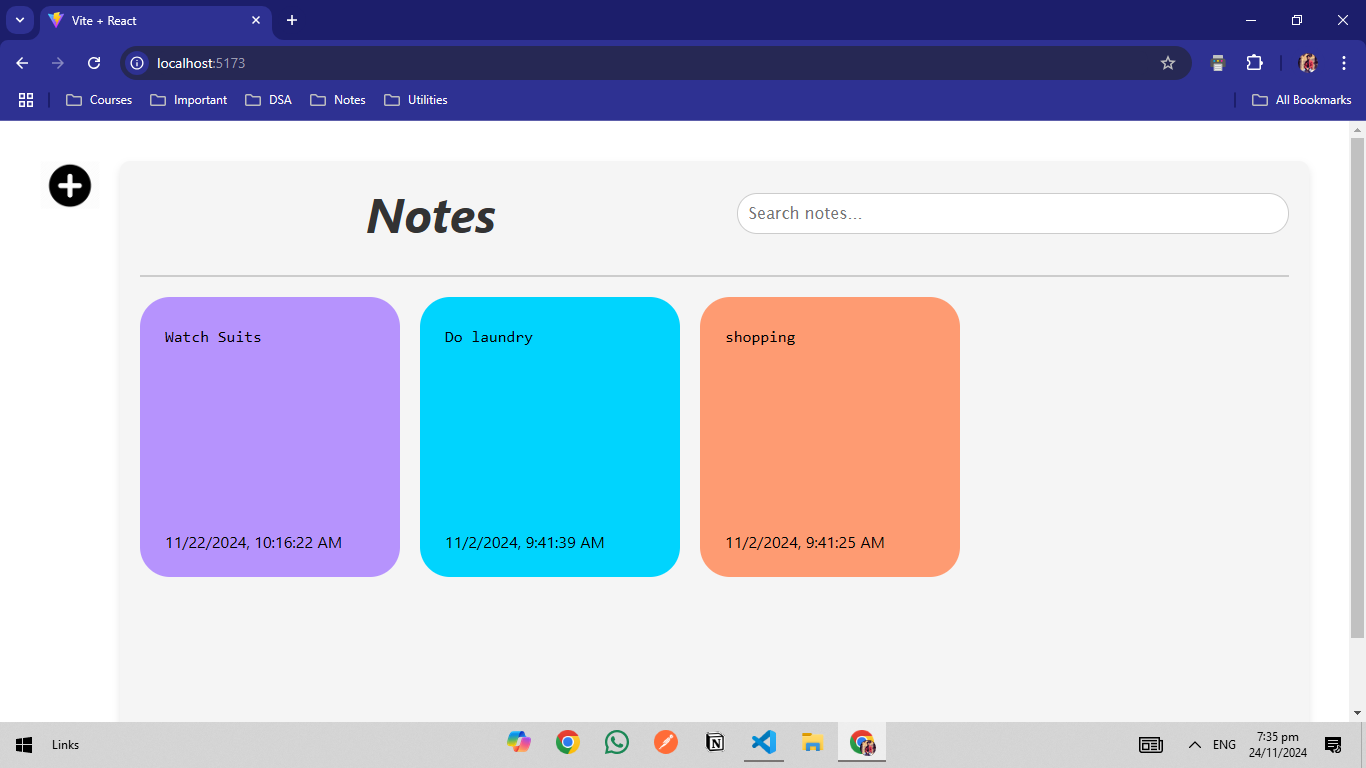 Vite + React
localhost:5173
Courses Important DSA Notes Utilities All Bookmarks
Notes
Search notes...
Watch Suits
Do laundry
shopping
11/22/2024, 10:16:22 AM
11/2/2024, 9:41:39 AM
11/2/2024, 9:41:25 AM
Links
ENG
7:35 pm
24/11/2024